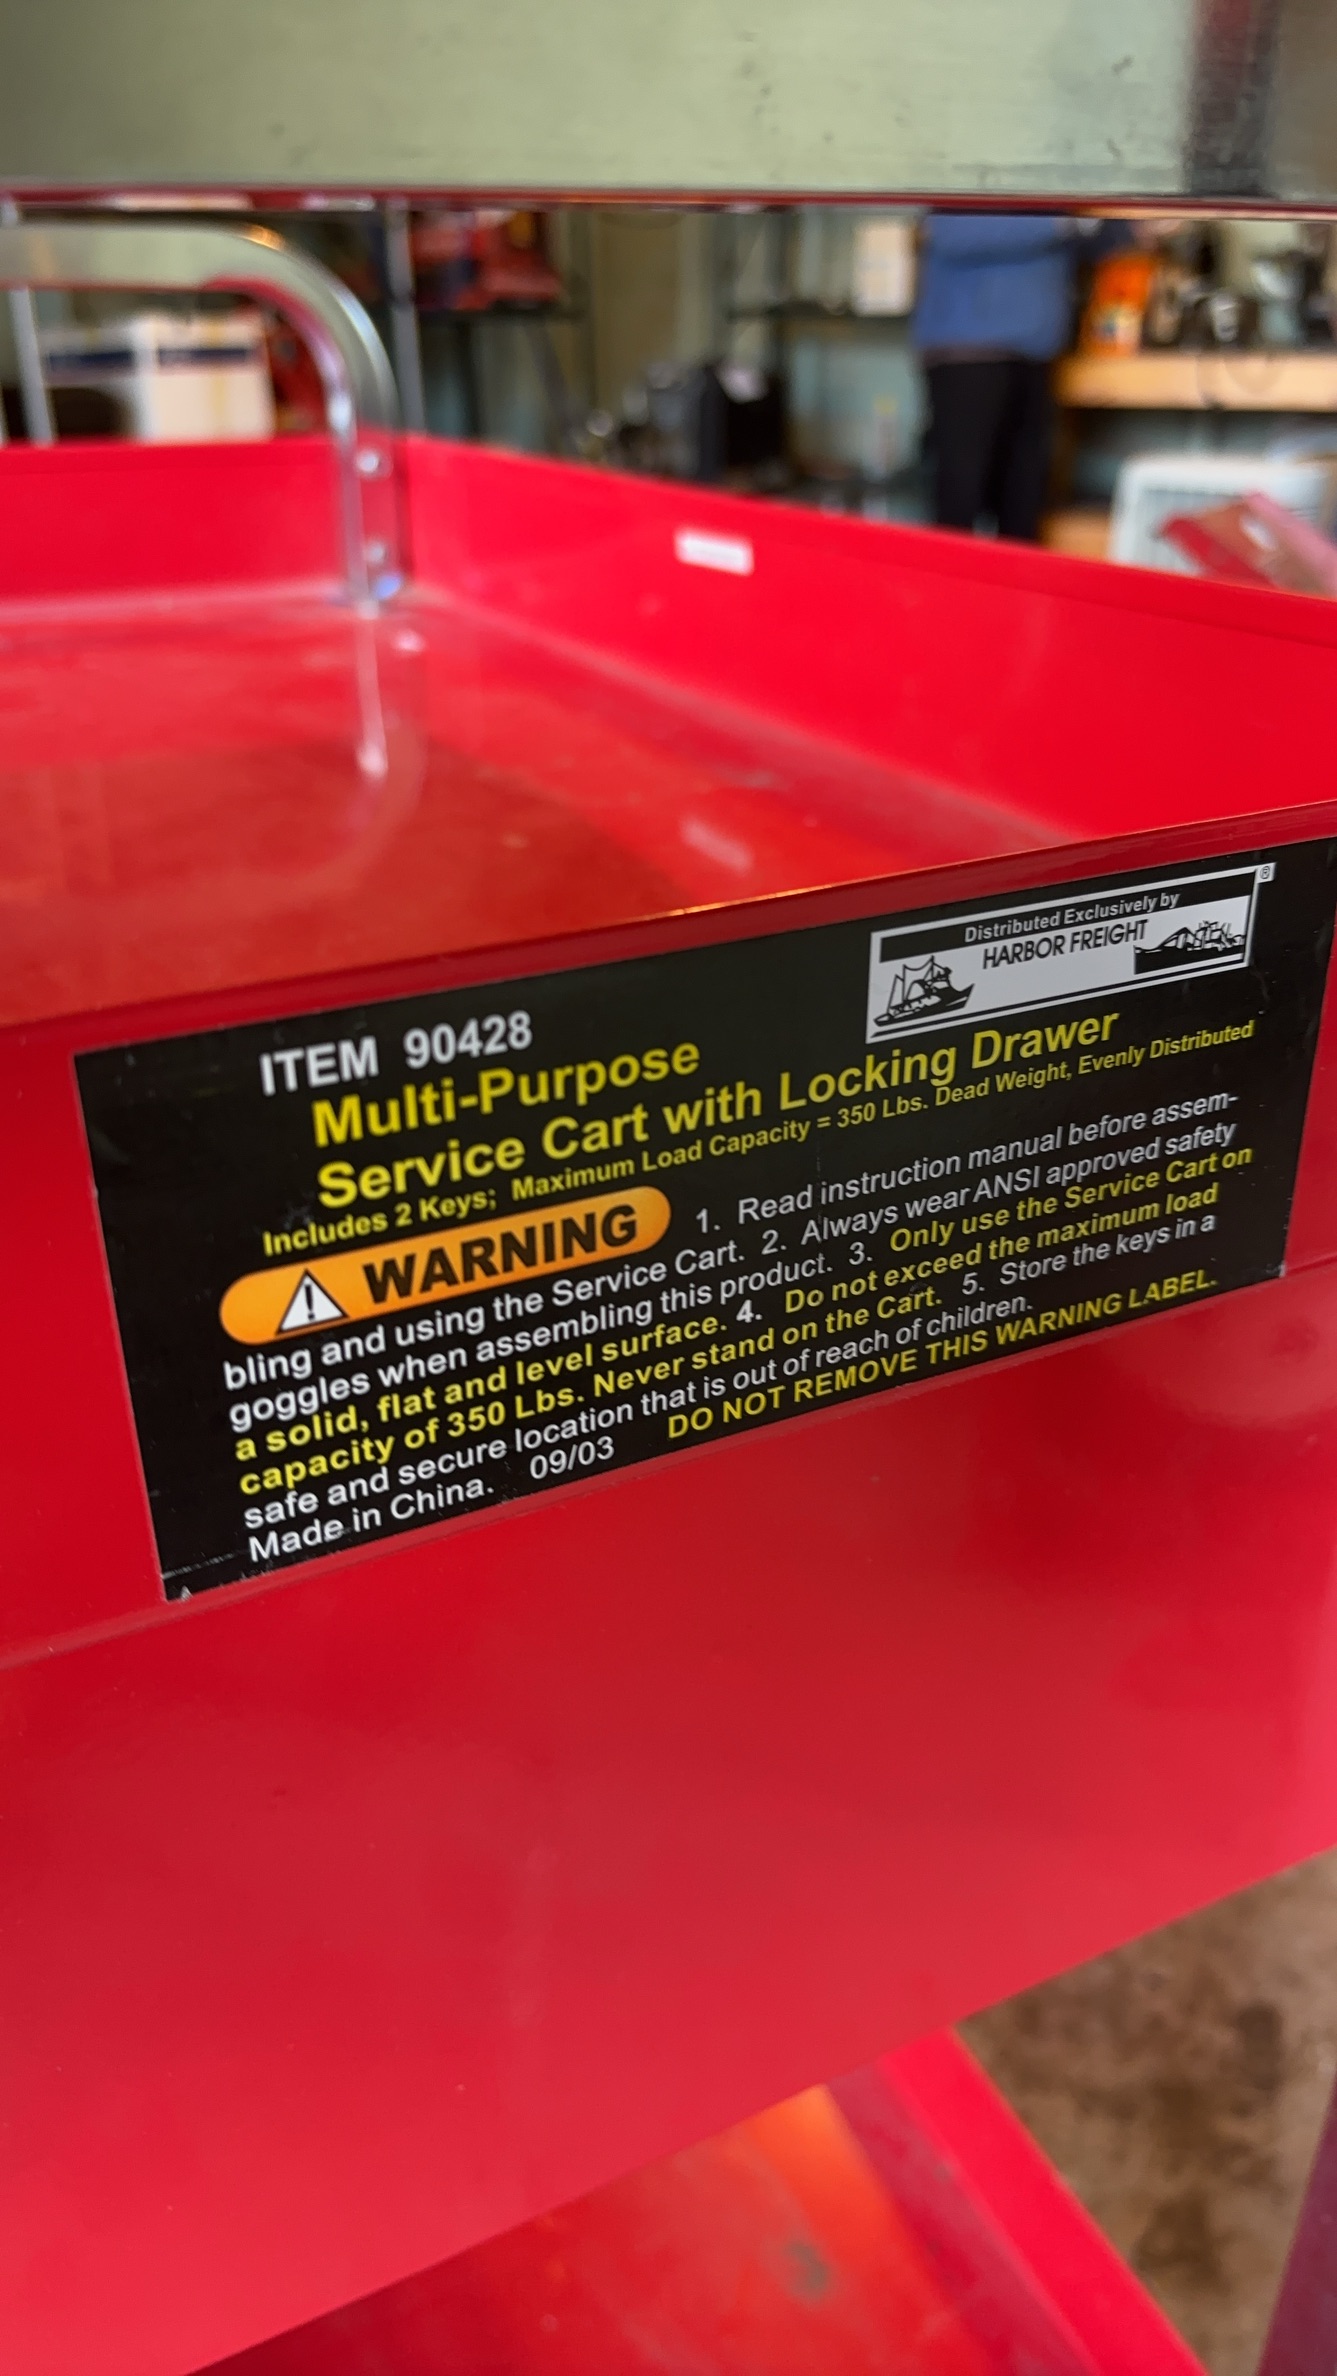 Distributed Exclusively by
HARBOR FREIGHT
®
ITEM 90428
Multi-Purpose
Service Cart with Locking Drawer
Includes 2 Keys; Maximum Load Capacity = 350 Lbs. Dead Weight, Evenly Distributed
WARNING 1. Read instruction manual before assem-
bling and using the Service Cart. 2. Always wear ANSI approved safety
goggles when assembling this product. 3. Only use the Service Cart on
a solid, flat and level surface. 4. Do not exceed the maximum load
capacity of 350 Lbs. Never stand on the Cart. 5. Store the keys in a
safe and secure location that is out of reach of children.
Made in China. 09/03 DO NOT REMOVE THIS WARNING LABEL.